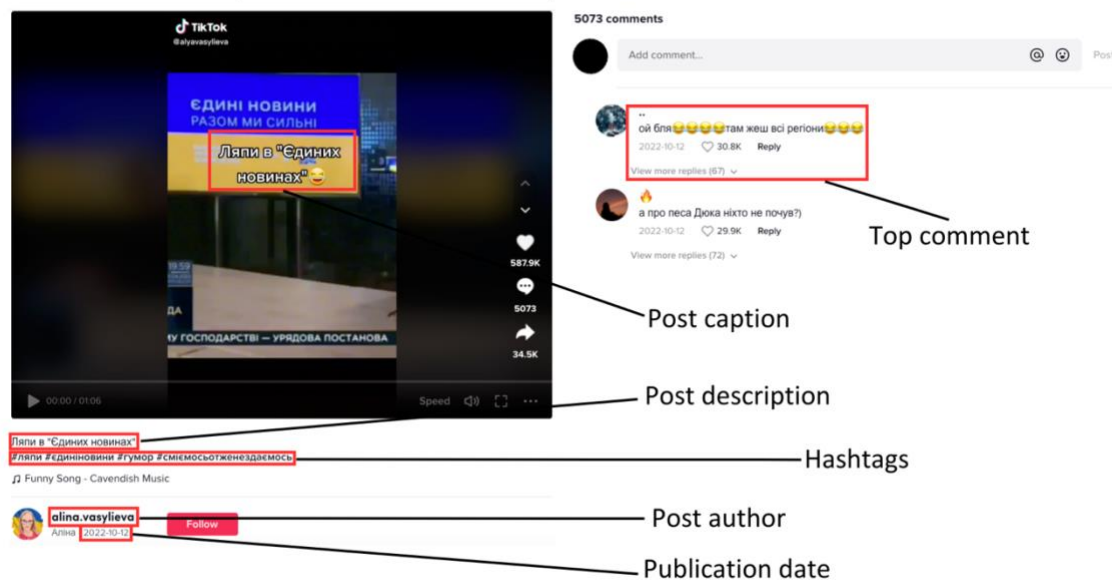 TikTok
@alyavasylieva
ЄДИНІ НОВИНИ
РАЗОМ МИ СИЛЬНІ
Ляпи в "Єдиних
новинах"😂
587.9K
19:59
5073
ДА
34.5K
У ГОСПОДАРСТВІ — УРЯДОВА ПОСТАНОВА
00:00 / 01:06
Speed
Ляпи в "Єдиних новинах"
#ляпи #єдиніновини #гумор #сміємосьотженездаємось
Funny Song - Cavendish Music
alina.vasylieva
Аліна 2022-10-12
Follow
5073 comments
Add comment...
Post
..
ой бля😂😂😂😂там жеш всі регіони😂😂😂
2022-10-12 30.8K Reply
View more replies (67)
🔥
а про песа Дюка ніхто не почув?)
2022-10-12 29.9K Reply
View more replies (72)
Top comment
Post caption
Post description
Hashtags
Post author
Publication date